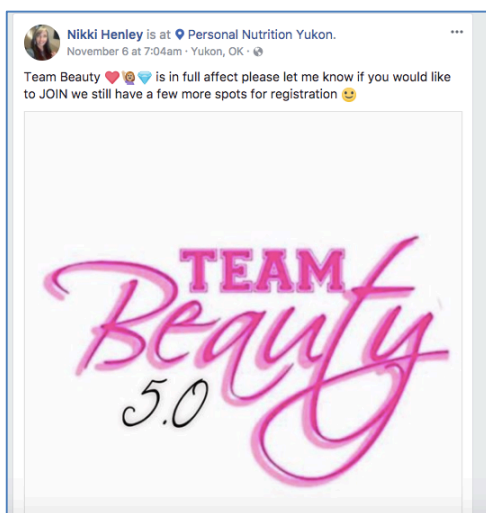 Nikki Henley is at Personal Nutrition Yukon.
November 6 at 7:04am · Yukon, OK ·
Team Beauty ❤️🙋🏼💎 is in full affect please let me know if you would like
to JOIN we still have a few more spots for registration 🙂
TEAM
Beauty
5.0